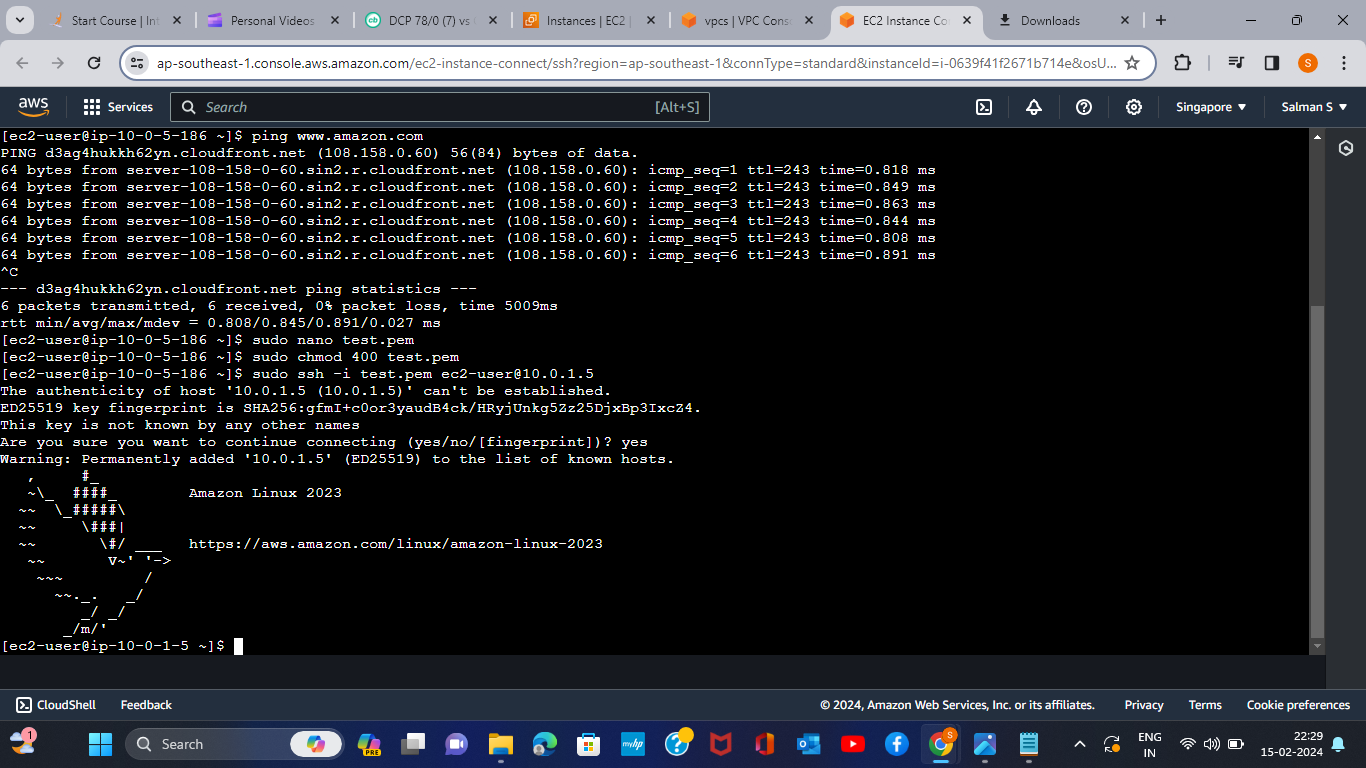 Start Course | Int
Personal Videos
DCP 78/0 (7) vs
Instances | EC2 |
vpcs | VPC Cons
EC2 Instance Co
Downloads
ap-southeast-1.console.aws.amazon.com/ec2-instance-connect/ssh?region=ap-southeast-1&connType=standard&instanceId=i-0639f41f2671b714e&osU...
S
aws
Services
Search
[Alt+S]
Singapore
Salman S
[ec2-user@ip-10-0-5-186 ~]$ ping www.amazon.com
PING d3ag4hukkh62yn.cloudfront.net (108.158.0.60) 56(84) bytes of data.
64 bytes from server-108-158-0-60.sin2.r.cloudfront.net (108.158.0.60): icmp_seq=1 ttl=243 time=0.818 ms
64 bytes from server-108-158-0-60.sin2.r.cloudfront.net (108.158.0.60): icmp_seq=2 ttl=243 time=0.849 ms
64 bytes from server-108-158-0-60.sin2.r.cloudfront.net (108.158.0.60): icmp_seq=3 ttl=243 time=0.863 ms
64 bytes from server-108-158-0-60.sin2.r.cloudfront.net (108.158.0.60): icmp_seq=4 ttl=243 time=0.844 ms
64 bytes from server-108-158-0-60.sin2.r.cloudfront.net (108.158.0.60): icmp_seq=5 ttl=243 time=0.808 ms
64 bytes from server-108-158-0-60.sin2.r.cloudfront.net (108.158.0.60): icmp_seq=6 ttl=243 time=0.891 ms
^C
--- d3ag4hukkh62yn.cloudfront.net ping statistics ---
6 packets transmitted, 6 received, 0% packet loss, time 5009ms
rtt min/avg/max/mdev = 0.808/0.845/0.891/0.027 ms
[ec2-user@ip-10-0-5-186 ~]$ sudo nano test.pem
[ec2-user@ip-10-0-5-186 ~]$ sudo chmod 400 test.pem
[ec2-user@ip-10-0-5-186 ~]$ sudo ssh -i test.pem ec2-user@10.0.1.5
The authenticity of host '10.0.1.5 (10.0.1.5)' can't be established.
ED25519 key fingerprint is SHA256:gfmI+c0or3yaudB4ck/HRyjUnkg5Zz25DjxBp3IxcZ4.
This key is not known by any other names
Are you sure you want to continue connecting (yes/no/[fingerprint])? yes
Warning: Permanently added '10.0.1.5' (ED25519) to the list of known hosts.
   ,     #_
   ~\_  ####_        Amazon Linux 2023
  ~~  \_#####\
  ~~     \###|
  ~~       \#/ ___   https://aws.amazon.com/linux/amazon-linux-2023
   ~~       V~' '->
    ~~~         /
      ~~._.   _/
         _/ _/
       _/m/'
[ec2-user@ip-10-0-1-5 ~]$
CloudShell
Feedback
© 2024, Amazon Web Services, Inc. or its affiliates.
Privacy
Terms
Cookie preferences
1
Search
PRE
myhp
S
ENG
IN
22:29
15-02-2024